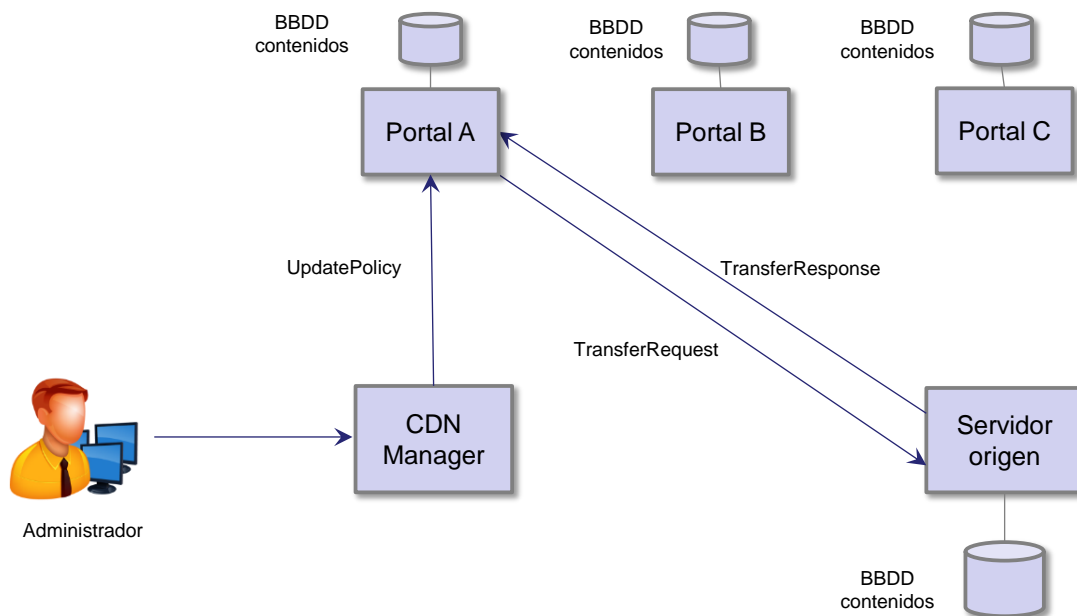 BBDD
contenidos
BBDD
contenidos
BBDD
contenidos
Portal A
Portal B
Portal C
UpdatePolicy
TransferResponse
TransferRequest
CDN
Manager
Servidor
origen
Administrador
BBDD
contenidos